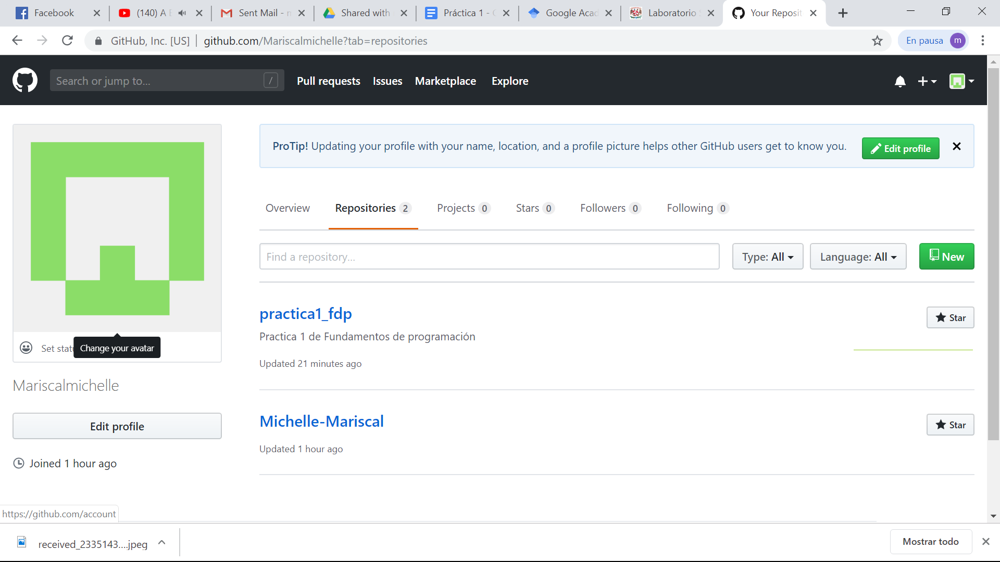 Facebook
(140) A E
Sent Mail - m
Shared with
Práctica 1 -
Google Acad
Laboratorio
Your Reposit
GitHub, Inc. [US] | github.com/Mariscalmichelle?tab=repositories
En pausa m
Search or jump to... /
Pull requests Issues Marketplace Explore
ProTip! Updating your profile with your name, location, and a profile picture helps other GitHub users get to know you.
Edit profile
Overview Repositories 2 Projects 0 Stars 0 Followers 0 Following 0
Find a repository...
Type: All
Language: All
New
practica1_fdp
Star
Practica 1 de Fundamentos de programación
Updated 21 minutes ago
Michelle-Mariscal
Star
Updated 1 hour ago
Set stat
Change your avatar
Mariscalmichelle
Edit profile
Joined 1 hour ago
https://github.com/account
received_2335143....jpeg
Mostrar todo